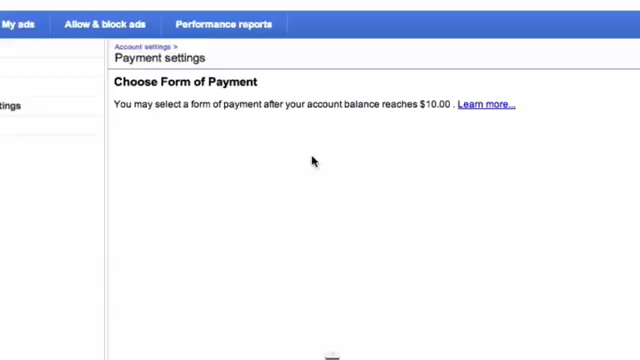 My ads Allow & block ads Performance reports
Account settings >
Payment settings
Choose Form of Payment
tings
You may select a form of payment after your account balance reaches $10.00 . Learn more...